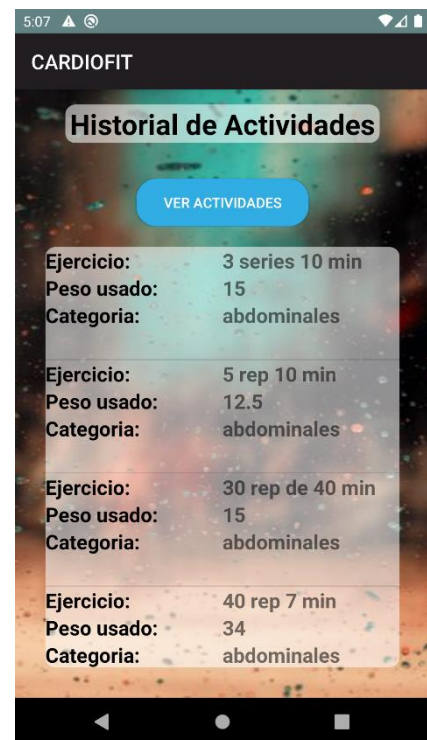 5:07
CARDIOFIT
Historial de Actividades
VER ACTIVIDADES
Ejercicio: 3 series 10 min
Peso usado: 15
Categoria: abdominales
Ejercicio: 5 rep 10 min
Peso usado: 12.5
Categoria: abdominales
Ejercicio: 30 rep de 40 min
Peso usado: 15
Categoria: abdominales
Ejercicio: 40 rep 7 min
Peso usado: 34
Categoria: abdominales